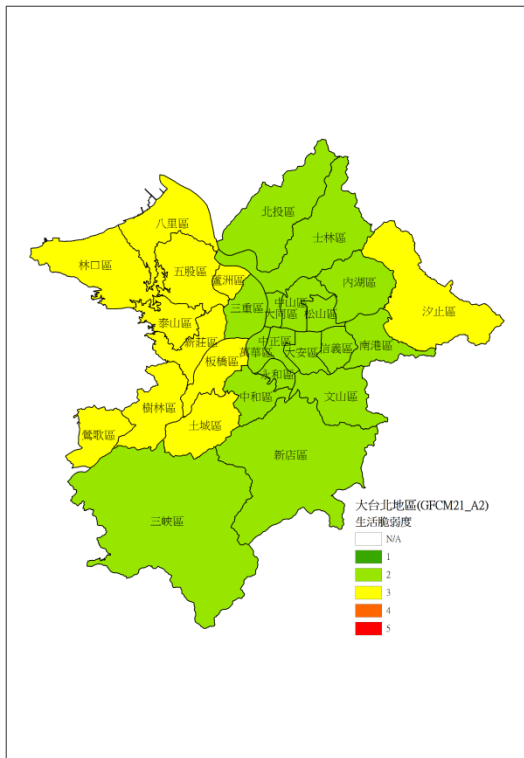 北投區
士林區
八里區
林口區
五股區
蘆洲區
內湖區
汐止區
三重區
中山區
大同區
松山區
泰山區
新莊區
中正區
萬華區
大安區
信義區
南港區
板橋區
永和區
中和區
文山區
樹林區
土城區
鶯歌區
新店區
三峽區
大台北地區(GFCM21_A2)
生活脆弱度
N/A
1
2
3
4
5